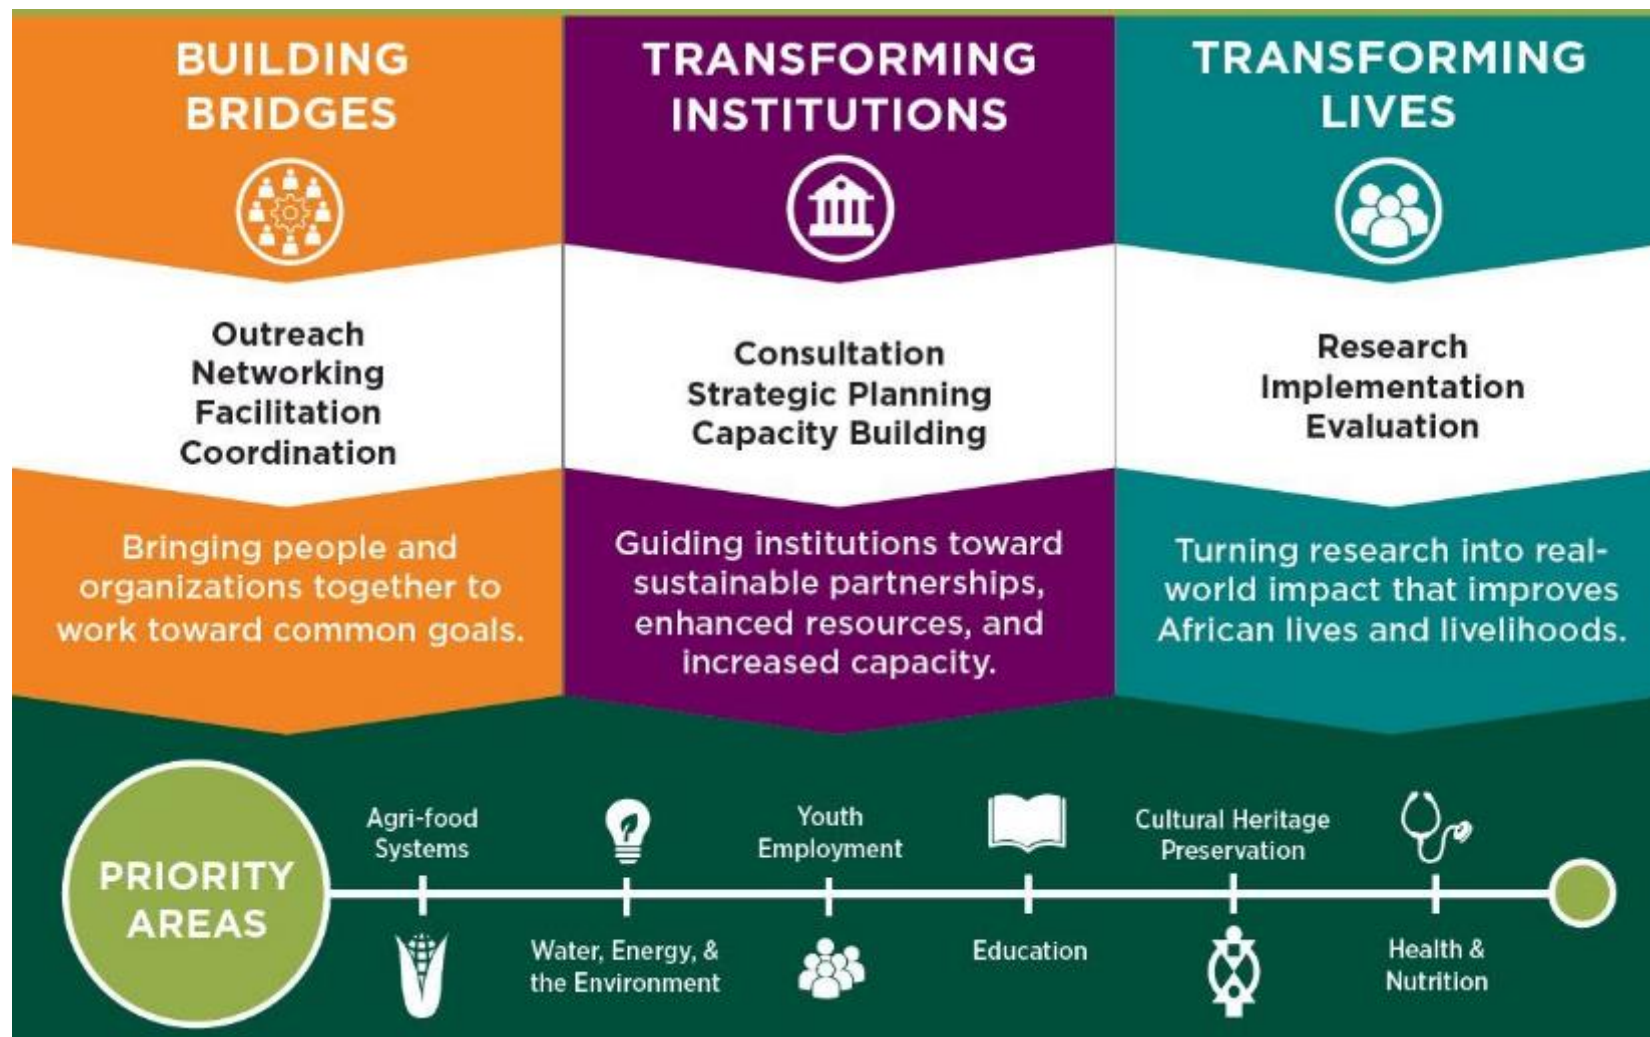 BUILDING
BRIDGES
Outreach
Networking
Facilitation
Coordination
Bringing people and
organizations together to
work toward common goals.
TRANSFORMING
INSTITUTIONS
Consultation
Strategic Planning
Capacity Building
Guiding institutions toward
sustainable partnerships,
enhanced resources, and
increased capacity.
TRANSFORMING
LIVES
Research
Implementation
Evaluation
Turning research into real-
world impact that improves
African lives and livelihoods.
PRIORITY
AREAS
Agri-food
Systems
Water, Energy, &
the Environment
Youth
Employment
Education
Cultural Heritage
Preservation
Health &
Nutrition